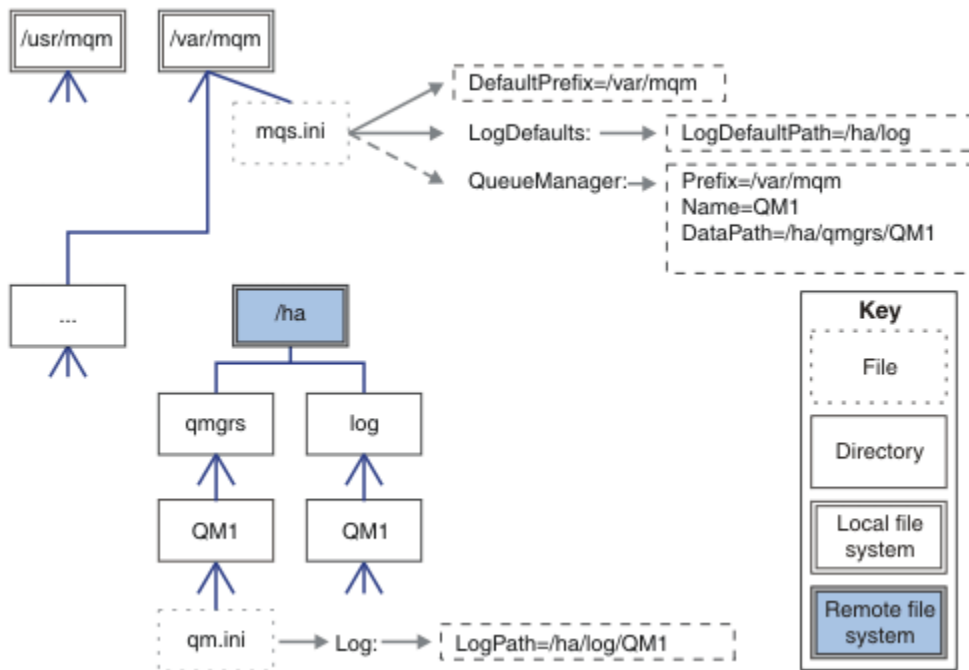 /usr/mqm
/var/mqm
mqs.ini
DefaultPrefix=/var/mqm
LogDefaults:
LogDefaultPath=/ha/log
QueueManager:
Prefix=/var/mqm
Name=QM1
DataPath=/ha/qmgrs/QM1
...
/ha
qmgrs
log
QM1
QM1
qm.ini
Log:
LogPath=/ha/log/QM1
Key
File
Directory
Local file
system
Remote file
system